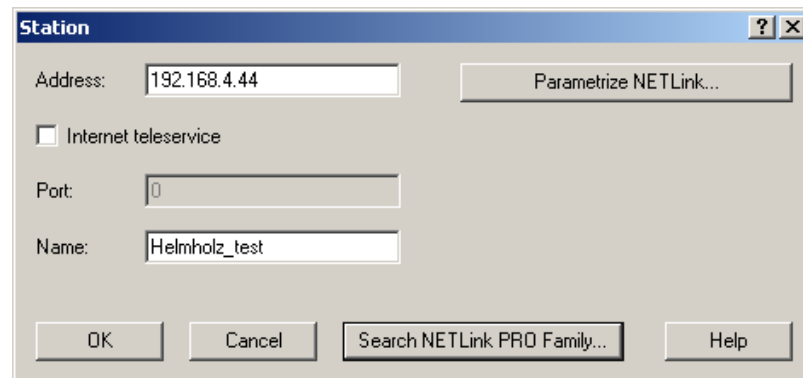 Station
Address: 192.168.4.44 Parametrize NETLink...
Internet teleservice
Port: 0
Name: Helmholz_test
OK Cancel Search NETLink PRO Family... Help